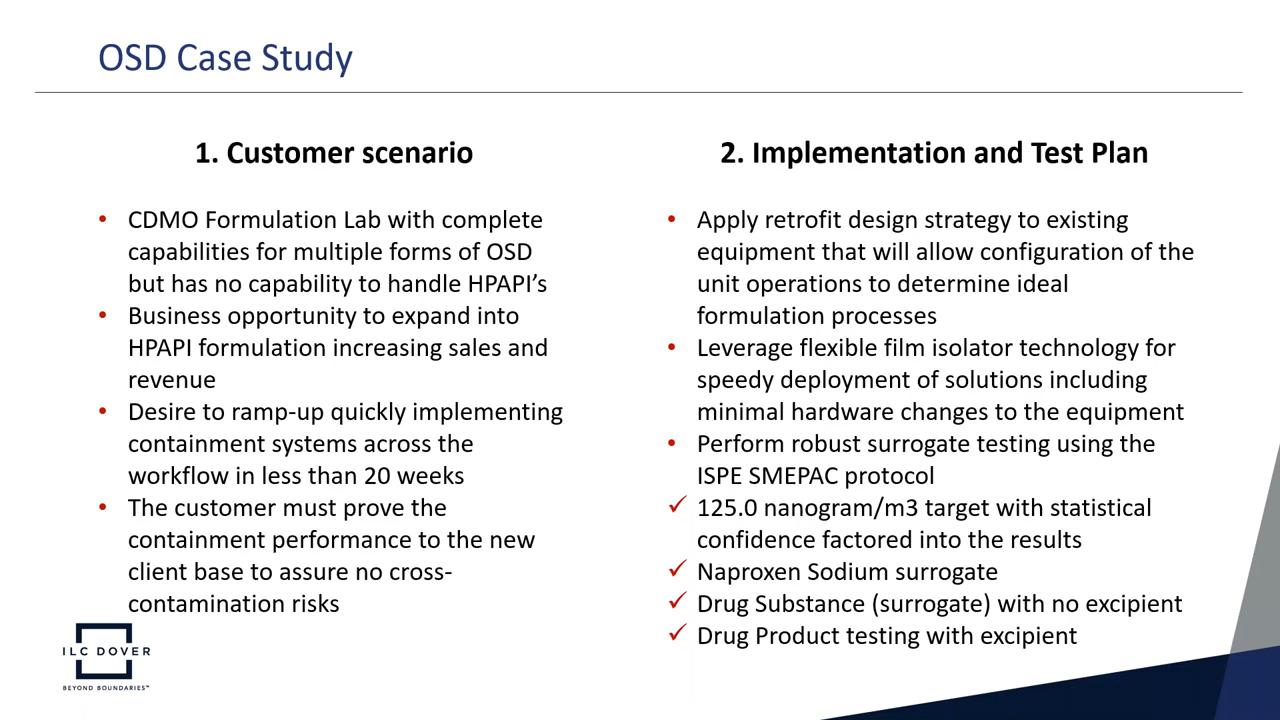 OSD Case Study
1. Customer scenario
• CDMO Formulation Lab with complete
capabilities for multiple forms of OSD
but has no capability to handle HPAPI’s
• Business opportunity to expand into
HPAPI formulation increasing sales and
revenue
• Desire to ramp-up quickly implementing
containment systems across the
workflow in less than 20 weeks
• The customer must prove the
containment performance to the new
client base to assure no cross-
contamination risks
2. Implementation and Test Plan
• Apply retrofit design strategy to existing
equipment that will allow configuration of the
unit operations to determine ideal
formulation processes
• Leverage flexible film isolator technology for
speedy deployment of solutions including
minimal hardware changes to the equipment
• Perform robust surrogate testing using the
ISPE SMEPAC protocol
✓ 125.0 nanogram/m3 target with statistical
confidence factored into the results
✓ Naproxen Sodium surrogate
✓ Drug Substance (surrogate) with no excipient
✓ Drug Product testing with excipient
ILC DOVER
BEYOND BOUNDARIES™